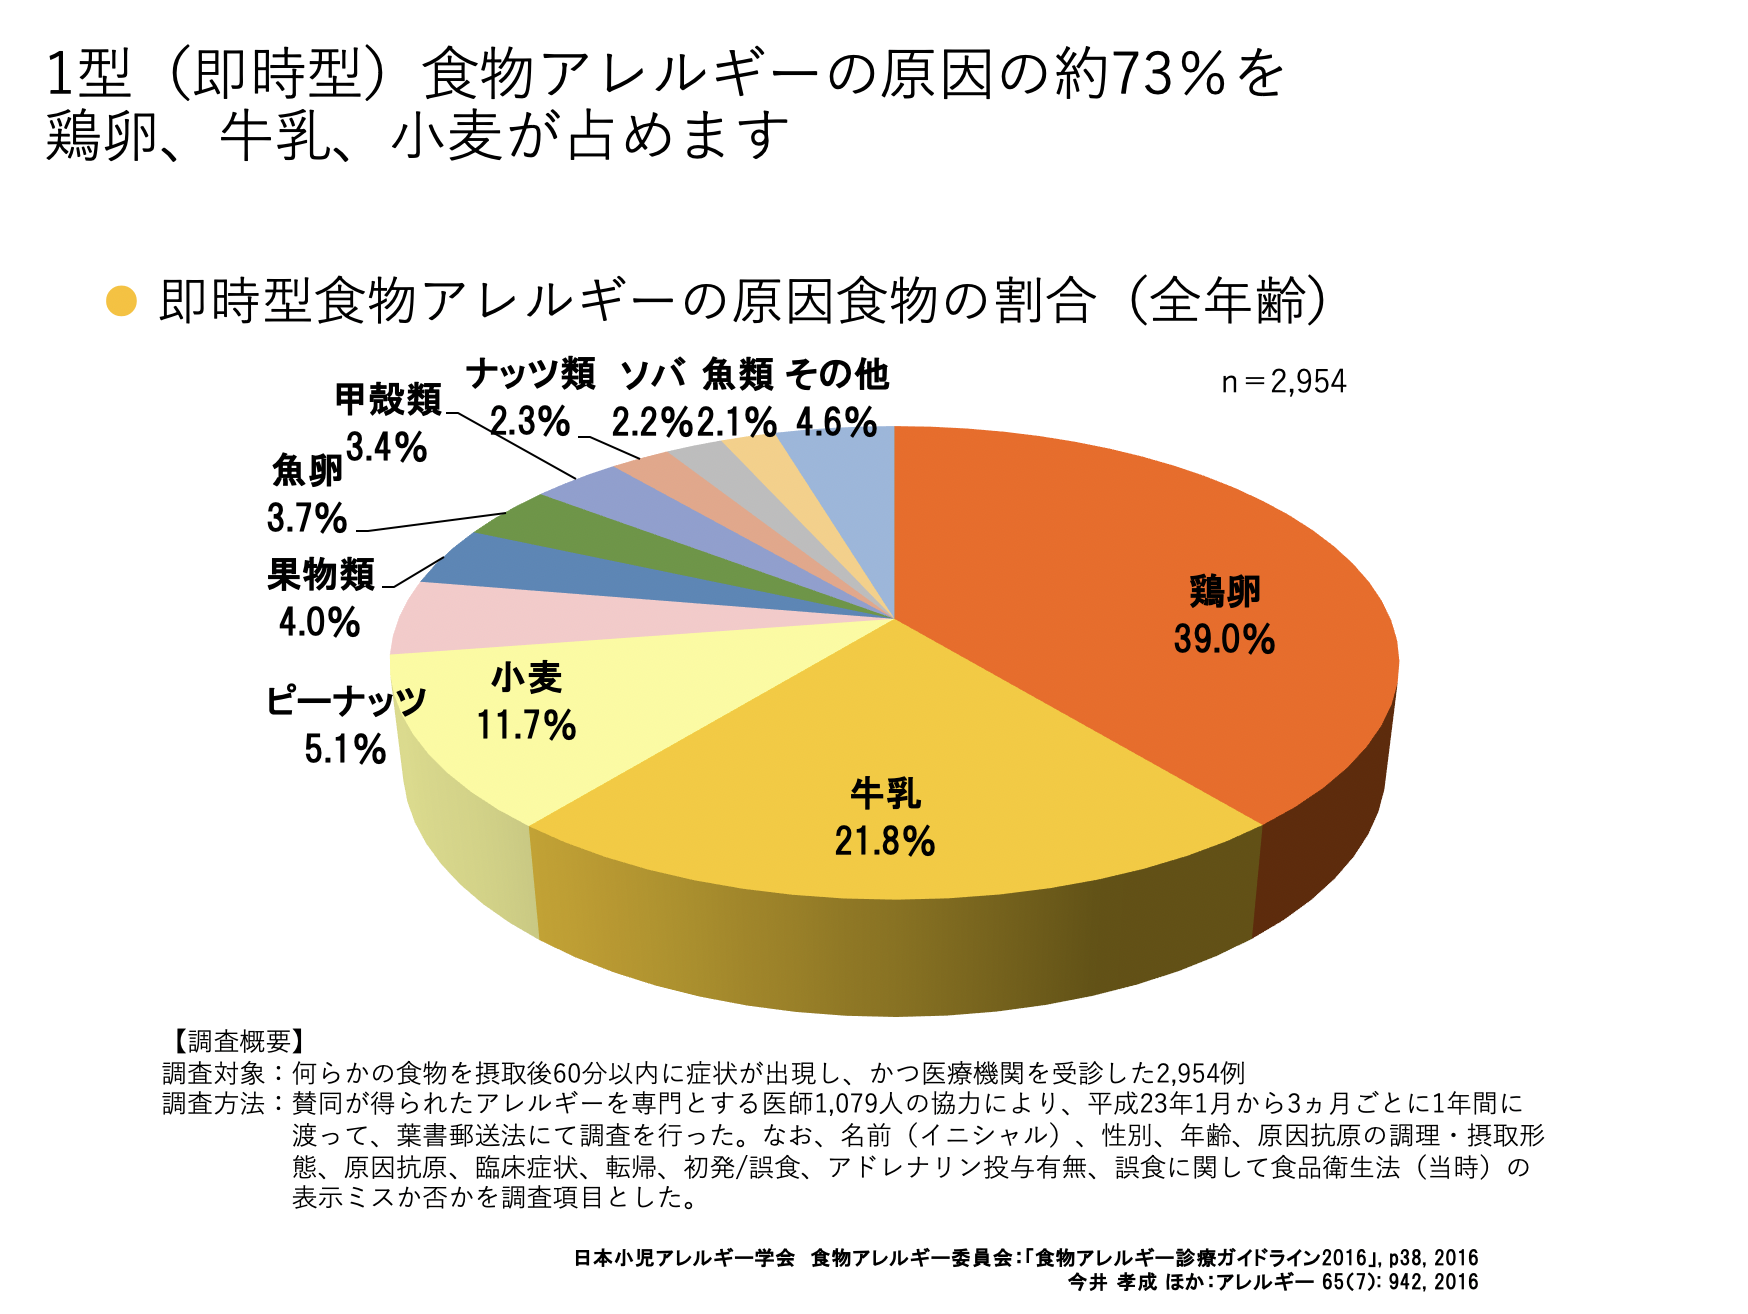 1型（即時型）食物アレルギーの原因の約73％を
鶏卵、牛乳、小麦が占めます
● 即時型食物アレルギーの原因食物の割合（全年齢）
n＝2,954
鶏卵
39.0%
牛乳
21.8%
小麦
11.7%
ピーナッツ
5.1%
果物類
4.0%
魚卵
3.7%
甲殻類
3.4%
ナッツ類
2.3%
ソバ
2.2%
魚類
2.1%
その他
4.6%
【調査概要】
調査対象：何らかの食物を摂取後60分以内に症状が出現し、かつ医療機関を受診した2,954例
調査方法：賛同が得られたアレルギーを専門とする医師1,079人の協力により、平成23年1月から3ヵ月ごとに1年間に
渡って、葉書郵送法にて調査を行った。なお、名前（イニシャル）、性別、年齢、原因抗原の調理・摂取形
態、原因抗原、臨床症状、転帰、初発/誤食、アドレナリン投与有無、誤食に関して食品衛生法（当時）の
表示ミスか否かを調査項目とした。
日本小児アレルギー学会　食物アレルギー委員会：｢食物アレルギー診療ガイドライン2016｣, p38, 2016
今井 孝成 ほか：アレルギー 65(7)： 942, 2016